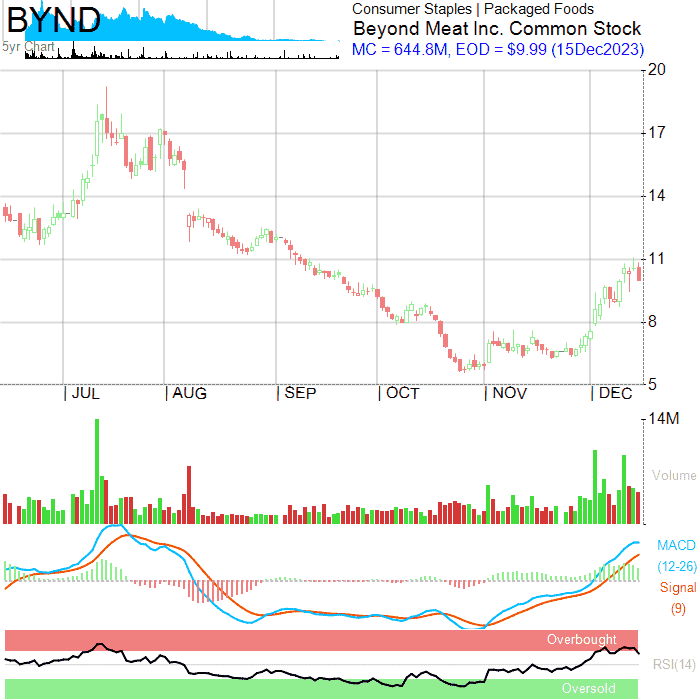 BYND
5yr Chart
Consumer Staples | Packaged Foods
Beyond Meat Inc. Common Stock
MC = 644.8M, EOD = $9.99 (15Dec2023)
20
17
14
11
8
5
JUL AUG SEP OCT NOV DEC
14M
Volume
MACD
(12-26)
Signal
(9)
Overbought
RSI(14)
Oversold